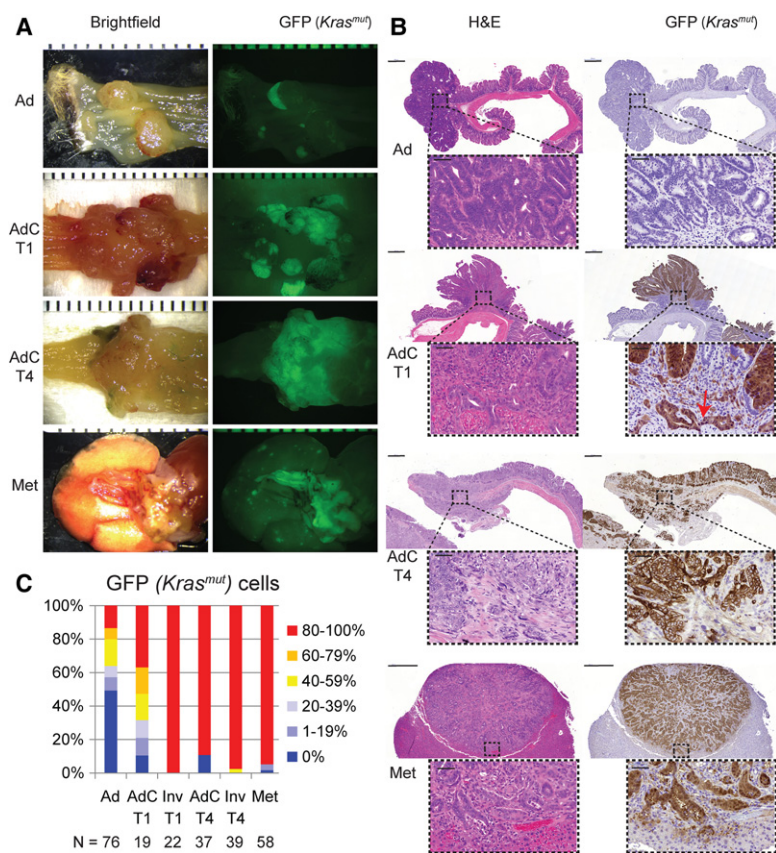 A
Brightfield
GFP (Kras^mut)
Ad
AdC
T1
AdC
T4
Met
B
H&E
GFP (Kras^mut)
Ad
AdC
T1
AdC
T4
Met
C
GFP (Kras^mut) cells
100%
80%
60%
40%
20%
0%
80-100%
60-79%
40-59%
20-39%
1-19%
0%
Ad AdC Inv AdC Inv Met
T1 T1 T4 T4
N = 76 19 22 37 39 58